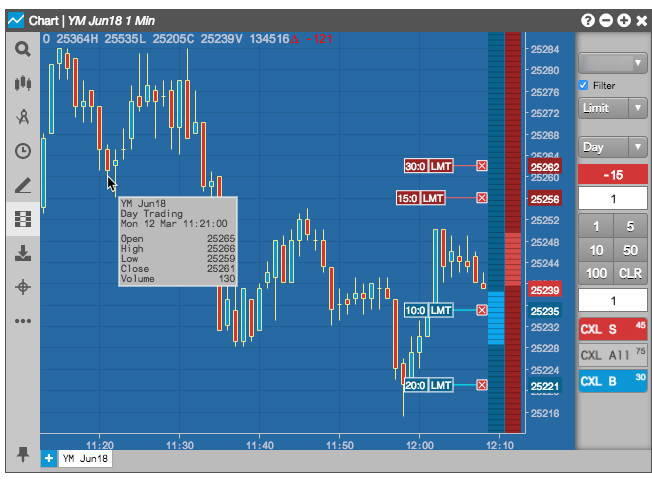 Chart | YM Jun18 1 Min
O 25364H 25535L 25205C 25239V 134516Δ -121
25284
25280
25276
25272
25268
25264
25262
25260
25256
25252
25248
25244
25239
25235
25232
25228
25224
25221
25216
30:0 LMT
15:0 LMT
10:0 LMT
20:0 LMT
YM Jun18
Day Trading
Mon 12 Mar 11:21:00
Open 25265
High 25266
Low 25259
Close 25261
Volume 130
11:20 11:30 11:40 11:50 12:00 12:10
YM Jun18
Filter
Limit
Day
-15
1
1 5
10 50
100 CLR
1
CXL S 45
CXL All 75
CXL B 30